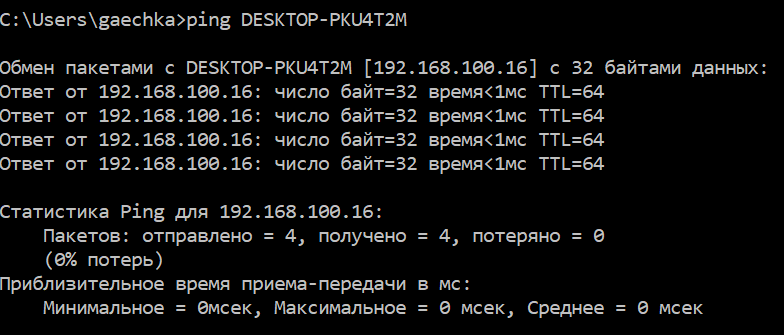 C:\Users\gaechka>ping DESKTOP-PKU4T2M
Обмен пакетами с DESKTOP-PKU4T2M [192.168.100.16] с 32 байтами данных:
Ответ от 192.168.100.16: число байт=32 время<1мс TTL=64
Ответ от 192.168.100.16: число байт=32 время<1мс TTL=64
Ответ от 192.168.100.16: число байт=32 время<1мс TTL=64
Ответ от 192.168.100.16: число байт=32 время<1мс TTL=64
Статистика Ping для 192.168.100.16:
Пакетов: отправлено = 4, получено = 4, потеряно = 0
(0% потерь)
Приблизительное время приема-передачи в мс:
Минимальное = 0мсек, Максимальное = 0 мсек, Среднее = 0 мсек